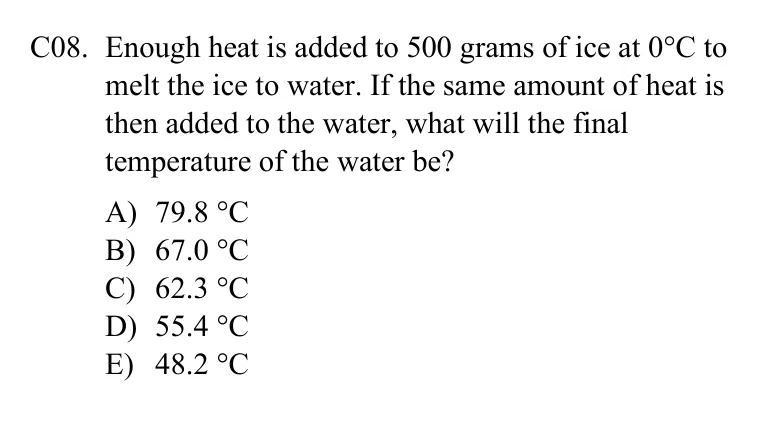 C08. Enough heat is added to 500 grams of ice at 0°C to
melt the ice to water. If the same amount of heat is
then added to the water, what will the final
temperature of the water be?
A) 79.8 °C
B) 67.0 °C
C) 62.3 °C
D) 55.4 °C
E) 48.2 °C